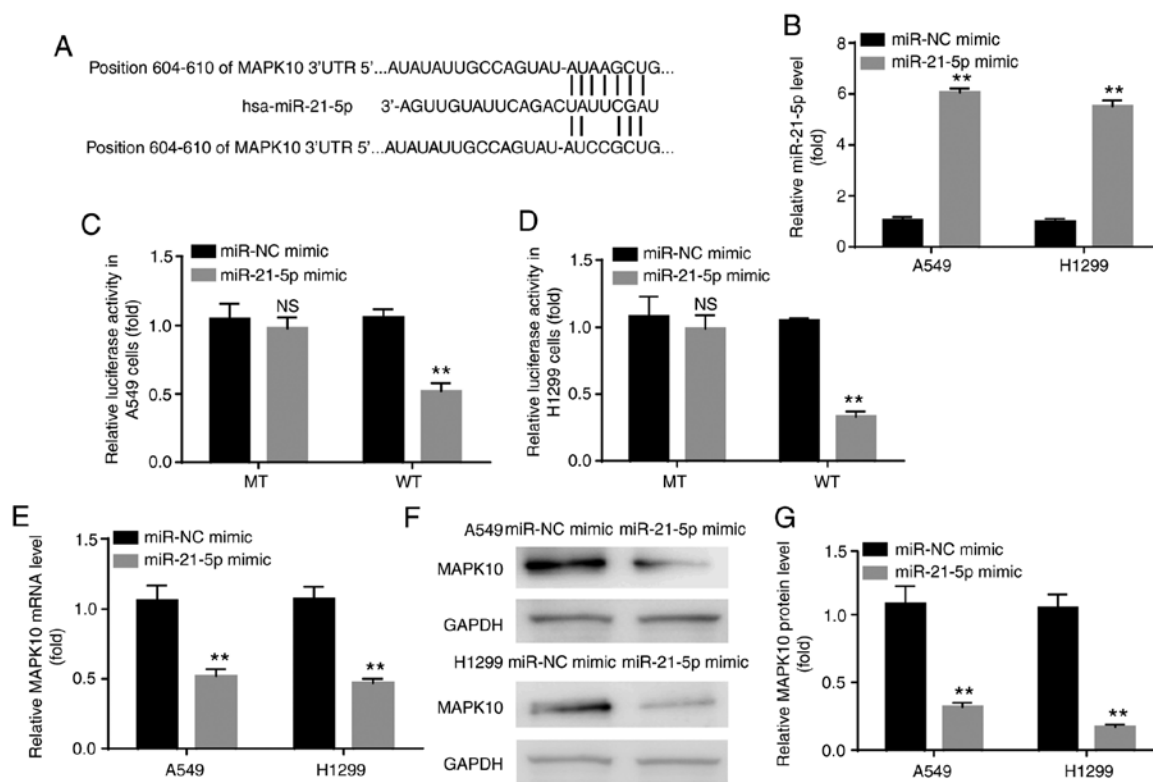 A
Position 604-610 of MAPK10 3'UTR 5'...AUAUAUUGCCAGUAU-AUAAGCUG...
hsa-miR-21-5p 3'-AGUUGUAUUCAGACUAUUCGAU
Position 604-610 of MAPK10 3'UTR 5'...AUAUAUUGCCAGUAU-AUCCGCUG...
B
miR-NC mimic
miR-21-5p mimic
Relative miR-21-5p level
(fold)
8
6
4
2
0
**
**
A549
H1299
C
miR-NC mimic
miR-21-5p mimic
Relative luciferase activity in
A549 cells (fold)
1.5
1.0
0.5
0.0
NS
**
MT
WT
D
miR-NC mimic
miR-21-5p mimic
Relative luciferase activity in
H1299 cells (fold)
1.5
1.0
0.5
0.0
NS
**
MT
WT
E
miR-NC mimic
miR-21-5p mimic
Relative MAPK10 mRNA level
(fold)
1.5
1.0
0.5
0.0
**
**
A549
H1299
F
A549 miR-NC mimic miR-21-5p mimic
MAPK10
GAPDH
H1299 miR-NC mimic miR-21-5p mimic
MAPK10
GAPDH
G
miR-NC mimic
miR-21-5p mimic
Relative MAPK10 protein level
(fold)
1.5
1.0
0.5
0.0
**
**
A549
H1299